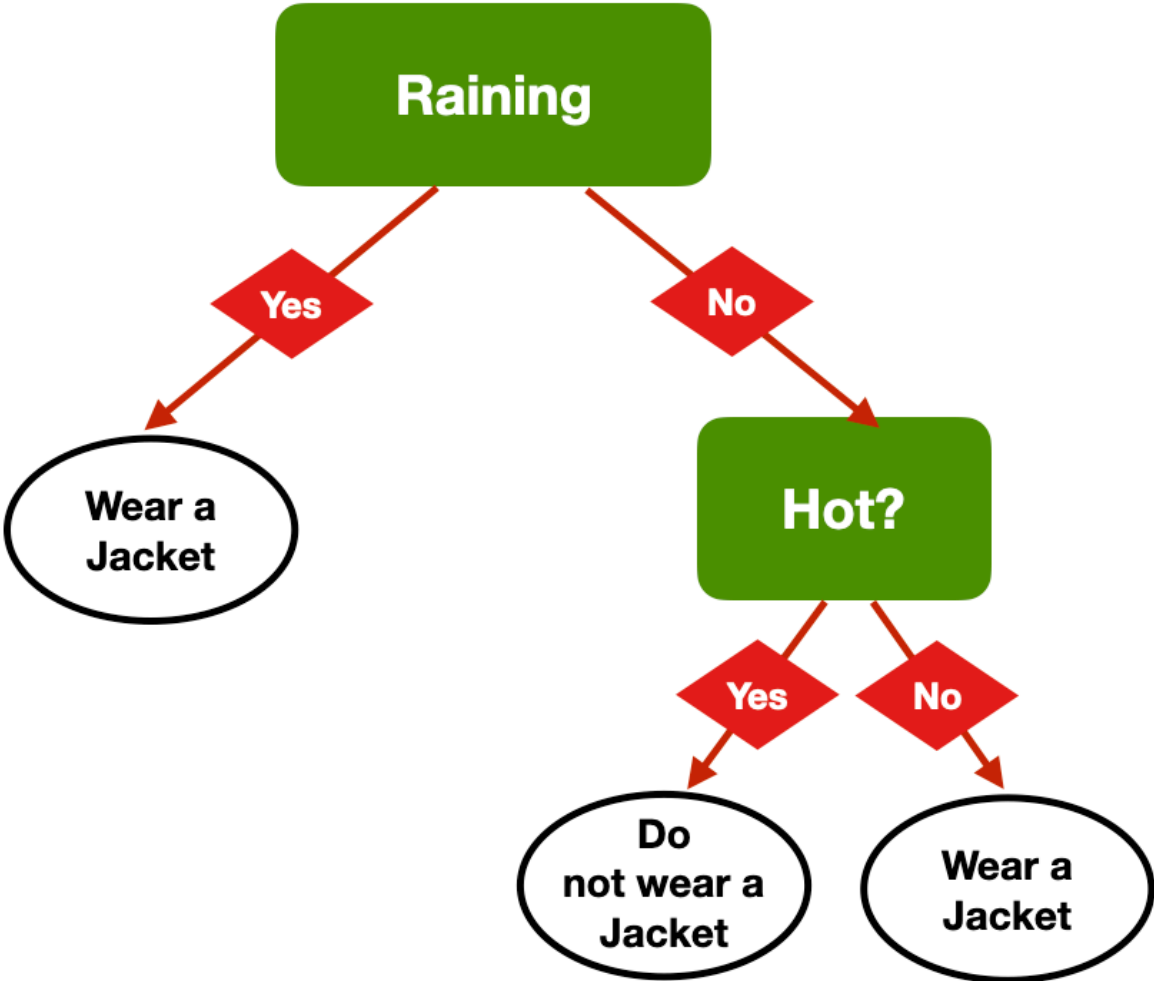 Raining
Yes
No
Wear a
Jacket
Hot?
Yes
No
Do
not wear a
Jacket
Wear a
Jacket